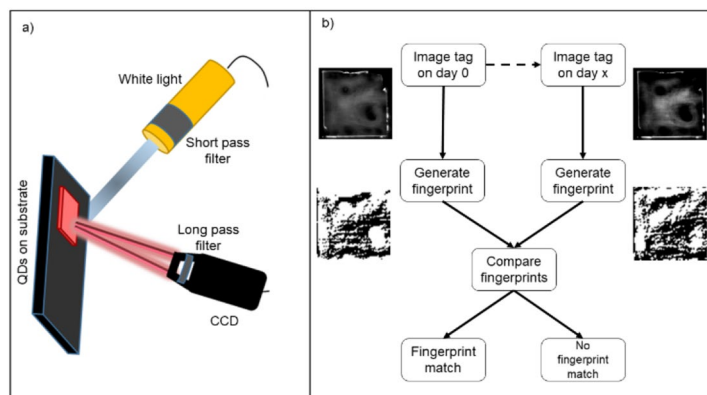 a)
White light
Short pass
filter
QDs on substrate
Long pass
filter
CCD
b)
Image tag
on day 0
Image tag
on day x
Generate
fingerprint
Generate
fingerprint
Compare
fingerprints
Fingerprint
match
No
fingerprint
match